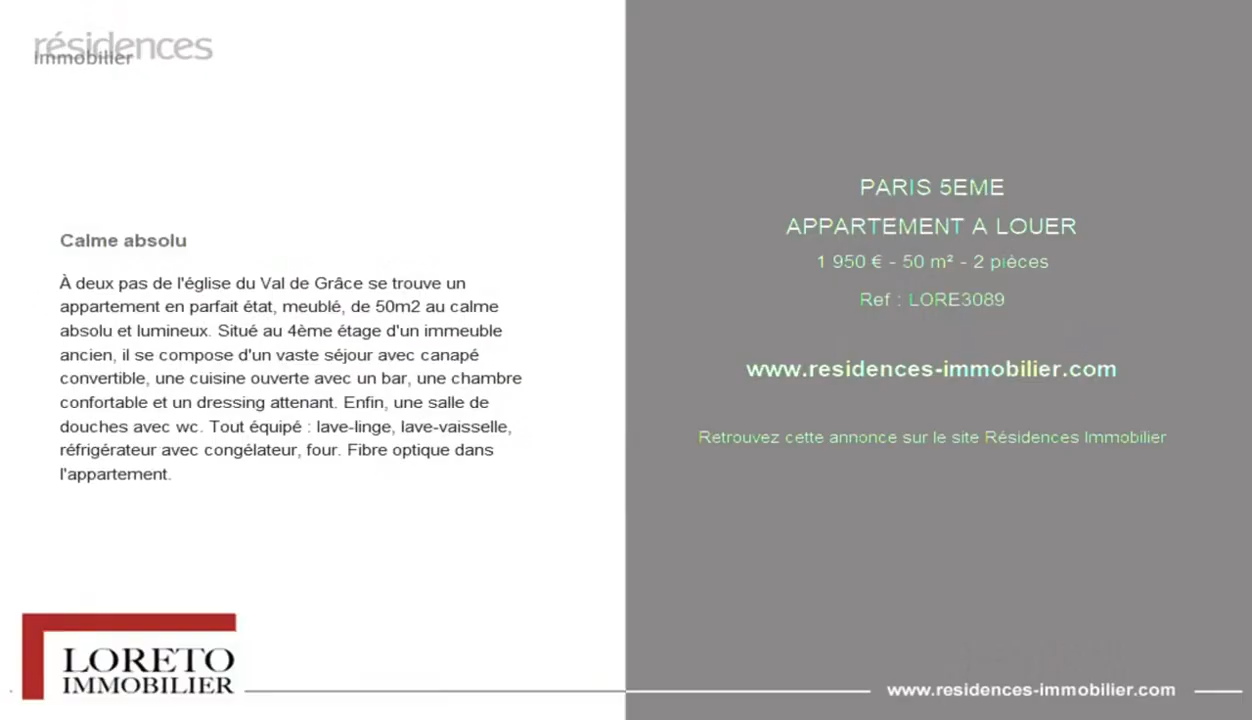 résidences
immobilier
Calme absolu
À deux pas de l'église du Val de Grâce se trouve un
appartement en parfait état, meublé, de 50m2 au calme
absolu et lumineux. Situé au 4ème étage d'un immeuble
ancien, il se compose d'un vaste séjour avec canapé
convertible, une cuisine ouverte avec un bar, une chambre
confortable et un dressing attenant. Enfin, une salle de
douches avec wc. Tout équipé : lave-linge, lave-vaisselle,
réfrigérateur avec congélateur, four. Fibre optique dans
l'appartement.
LORETO
IMMOBILIER
PARIS 5EME
APPARTEMENT A LOUER
1 950 € - 50 m² - 2 pièces
Ref : LORE3089
www.residences-immobilier.com
Retrouvez cette annonce sur le site Résidences Immobilier
www.residences-immobilier.com